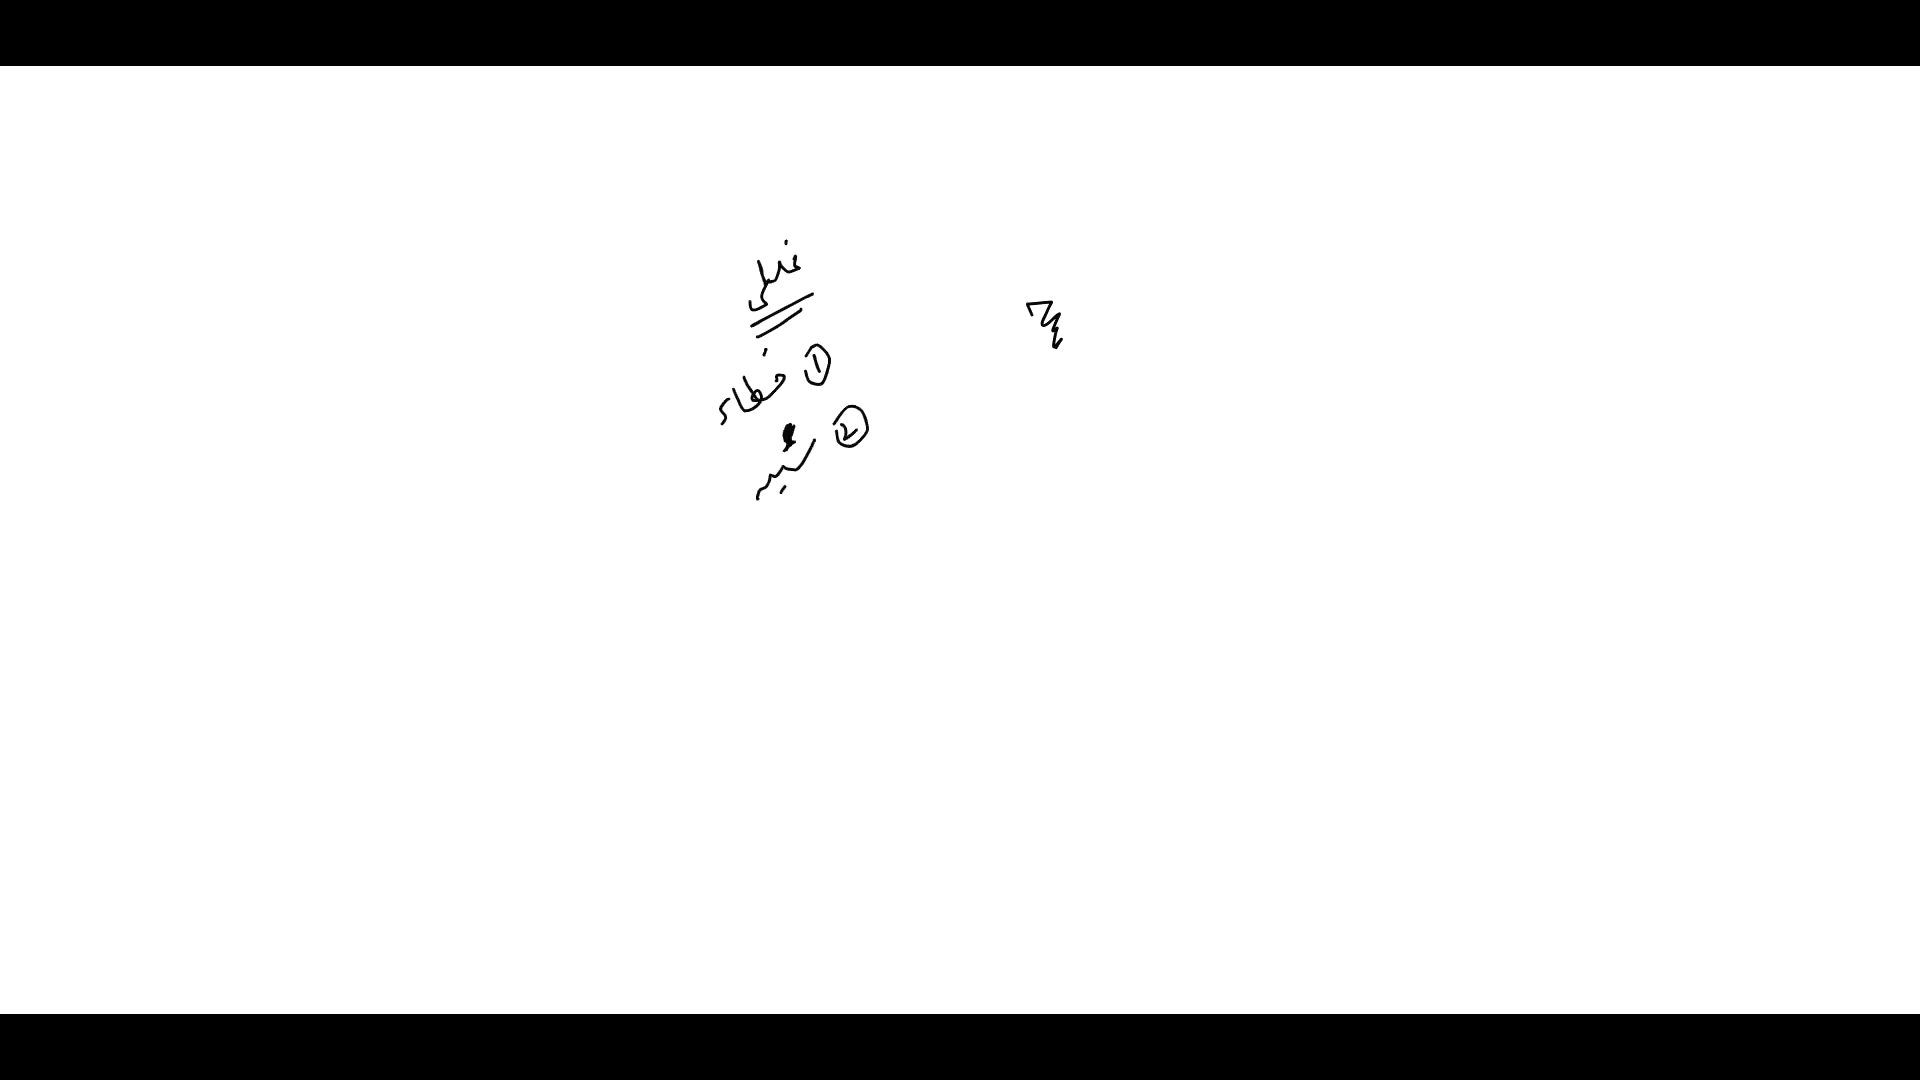 غلطی
① خطاء
② شبہ